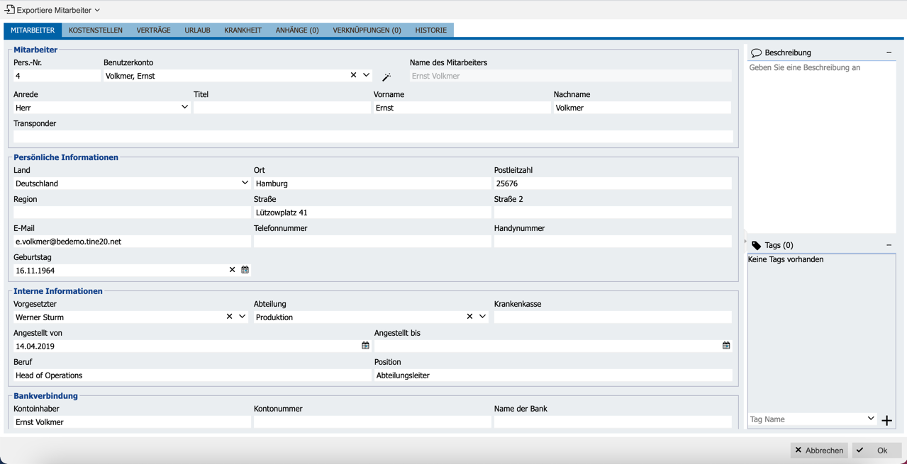 Exportiere Mitarbeiter
MITARBEITER KOSTENSTELLEN VERTRÄGE URLAUB KRANKHEIT ANHÄNGE (0) VERKNÜPFUNGEN (0) HISTORIE
Mitarbeiter
Pers.-Nr. Benutzerkonto Name des Mitarbeiters
4 Volkmer, Ernst Ernst Volkmer
Anrede Titel Vorname Nachname
Herr Ernst Volkmer
Transponder
Persönliche Informationen
Land Ort Postleitzahl
Deutschland Hamburg 25676
Region Straße Straße 2
Lützowplatz 41
E-Mail Telefonnummer Handynummer
e.volkmer@bedemo.tine20.net
Geburtstag
16.11.1964
Interne Informationen
Vorgesetzter Abteilung Krankenkasse
Werner Sturm Produktion
Angestellt von Angestellt bis
14.04.2019
Beruf Position
Head of Operations Abteilungsleiter
Bankverbindung
Kontoinhaber Kontonummer Name der Bank
Ernst Volkmer
Beschreibung
Geben Sie eine Beschreibung an
Tags (0)
Keine Tags vorhanden
Tag Name
Abbrechen Ok